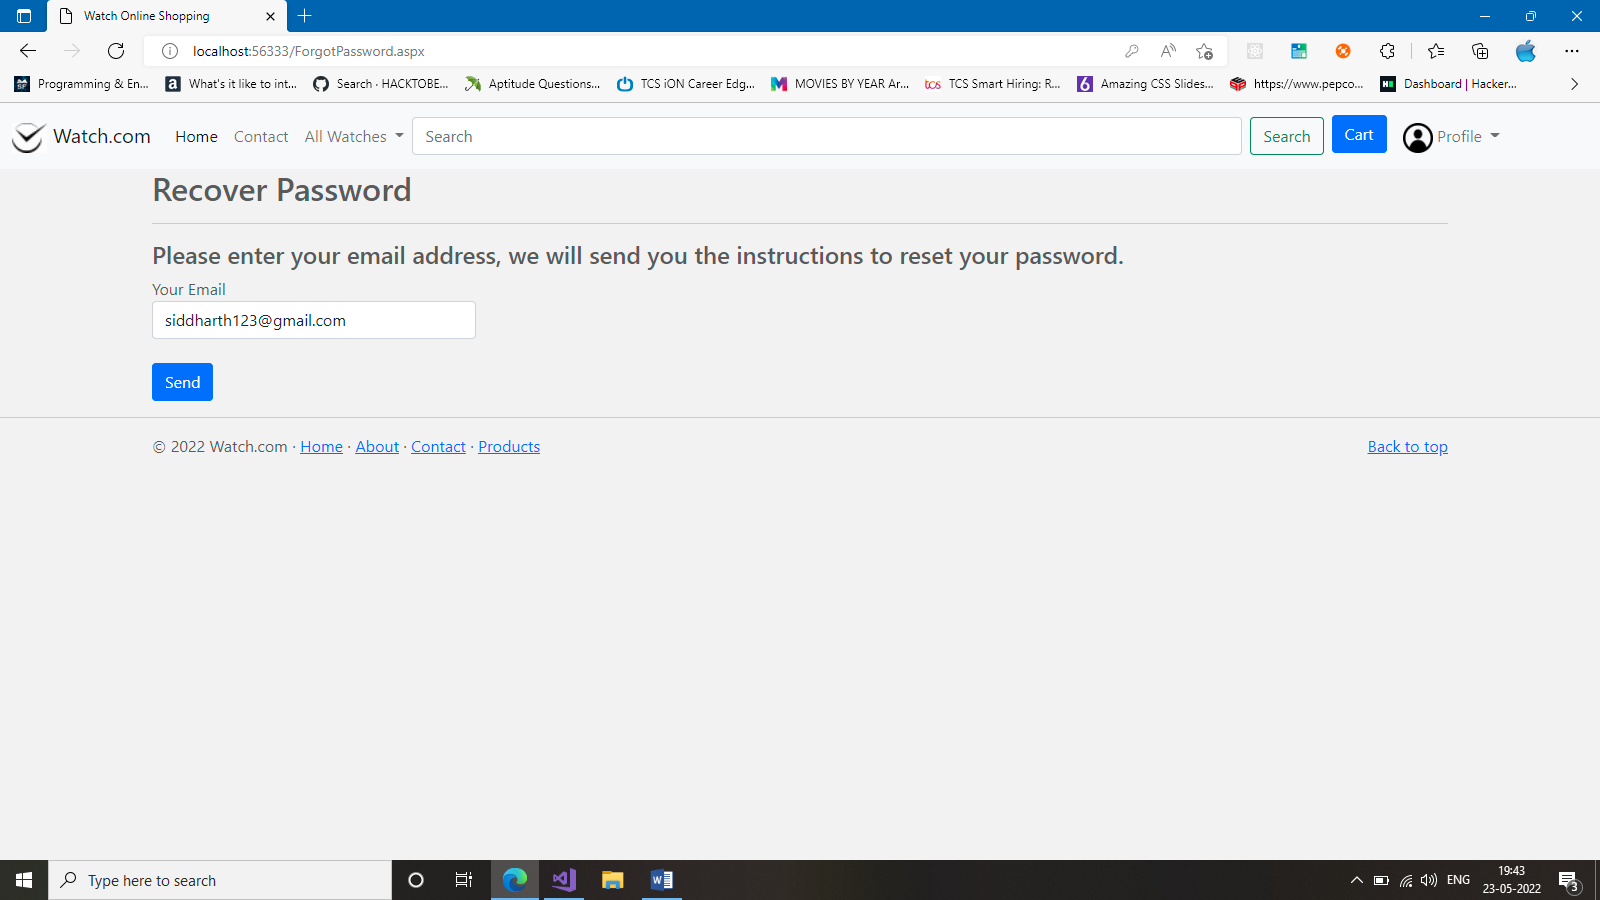 Watch Online Shopping
localhost:56333/ForgotPassword.aspx
Programming & En... What's it like to int... Search · HACKTOBE... Aptitude Questions... TCS iON Career Edg... MOVIES BY YEAR Ar... TCS Smart Hiring: R... Amazing CSS Slides... https://www.pepco... Dashboard | Hacker...
Watch.com Home Contact All Watches Search Search Cart Profile
Recover Password
Please enter your email address, we will send you the instructions to reset your password.
Your Email
siddharth123@gmail.com
Send
© 2022 Watch.com · Home · About · Contact · Products Back to top
Type here to search
ENG
19:43
23-05-2022
3